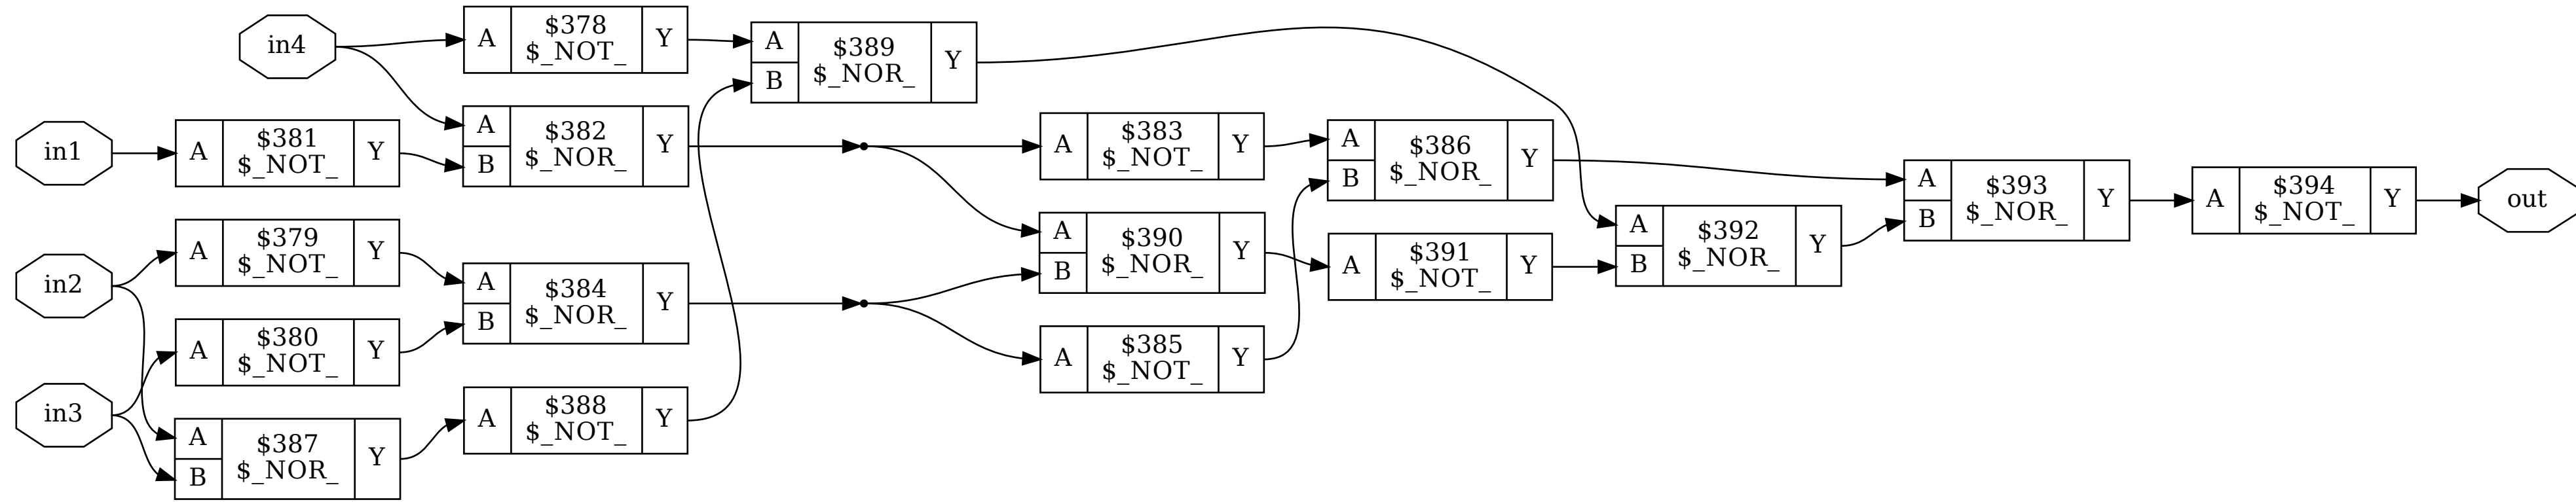 in4
A $378 $_NOT_ Y
A B $389 $_NOR_ Y
in1
A $381 $_NOT_ Y
A B $382 $_NOR_ Y
A $383 $_NOT_ Y
A B $386 $_NOR_ Y
A B $393 $_NOR_ Y
A $394 $_NOT_ Y
out
in2
A $379 $_NOT_ Y
A B $384 $_NOR_ Y
A B $390 $_NOR_ Y
A $391 $_NOT_ Y
A B $392 $_NOR_ Y
A $380 $_NOT_ Y
A $385 $_NOT_ Y
in3
A B $387 $_NOR_ Y
A $388 $_NOT_ Y